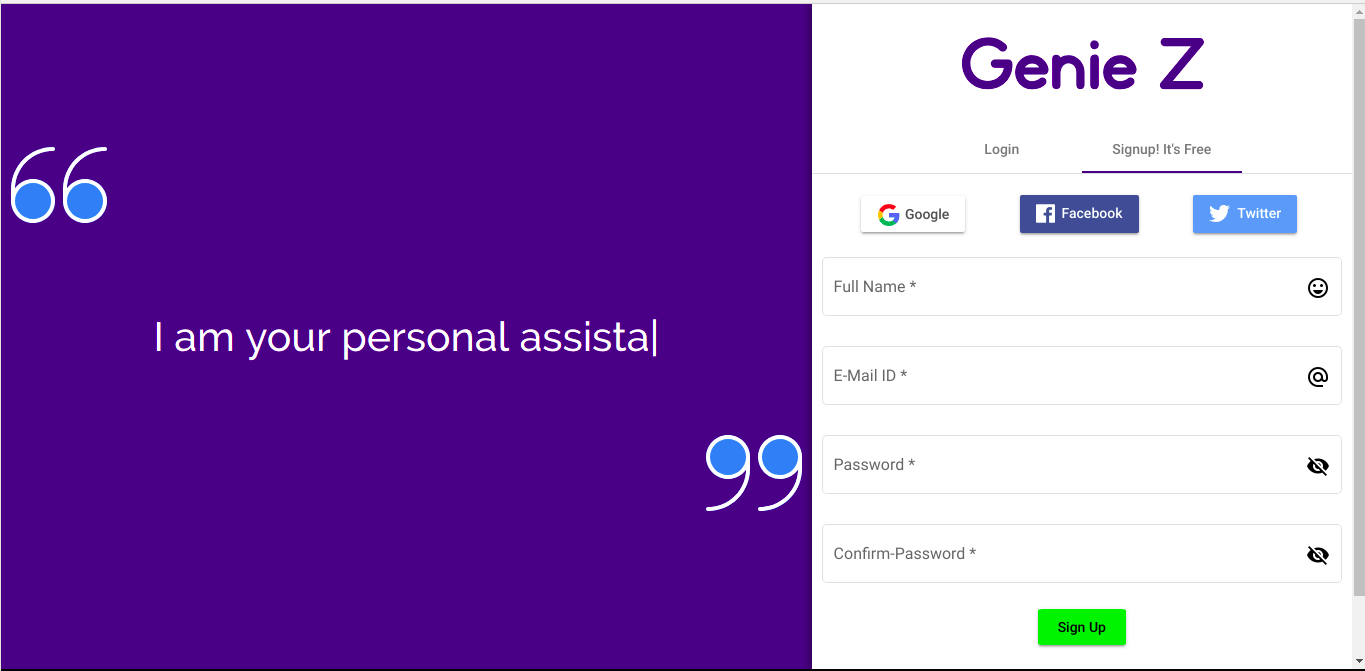 I am your personal assista|
Genie Z
Login Signup! It's Free
Google Facebook Twitter
Full Name *
E-Mail ID *
Password *
Confirm-Password *
Sign Up